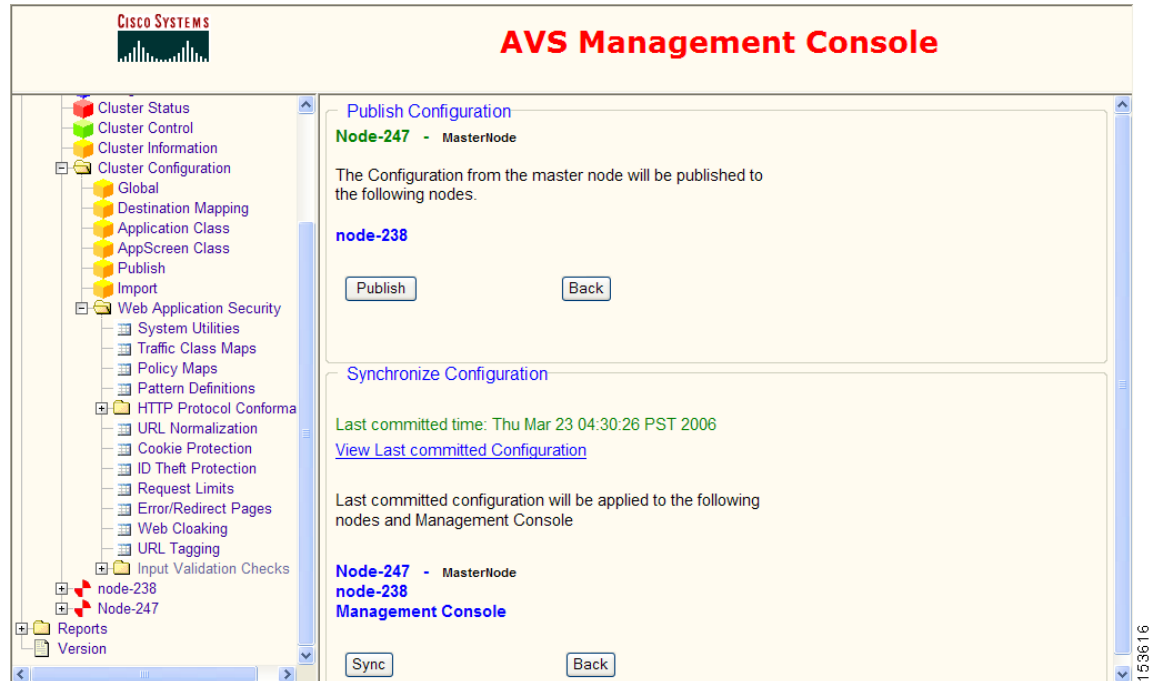 CISCO SYSTEMS
AVS Management Console
Cluster Status
Cluster Control
Cluster Information
Cluster Configuration
Global
Destination Mapping
Application Class
AppScreen Class
Publish
Import
Web Application Security
System Utilities
Traffic Class Maps
Policy Maps
Pattern Definitions
HTTP Protocol Conforma
URL Normalization
Cookie Protection
ID Theft Protection
Request Limits
Error/Redirect Pages
Web Cloaking
URL Tagging
Input Validation Checks
node-238
Node-247
Reports
Version
Publish Configuration
Node-247 - MasterNode
The Configuration from the master node will be published to
the following nodes.
node-238
Publish Back
Synchronize Configuration
Last committed time: Thu Mar 23 04:30:26 PST 2006
View Last committed Configuration
Last committed configuration will be applied to the following
nodes and Management Console
Node-247 - MasterNode
node-238
Management Console
Sync Back
153616